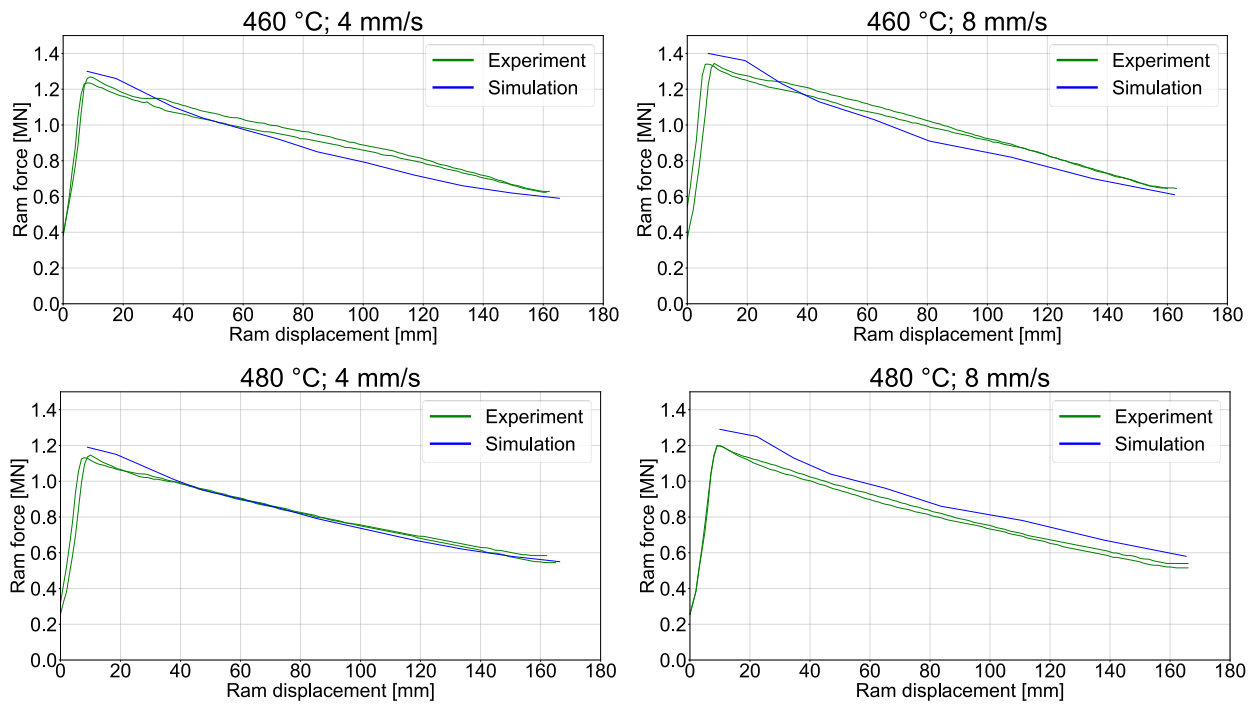 460 °C; 4 mm/s
Ram force [MN]
1.4
1.2
1.0
0.8
0.6
0.4
0.2
0.0
Experiment
Simulation
0 20 40 60 80 100 120 140 160 180
Ram displacement [mm]
460 °C; 8 mm/s
Ram force [MN]
1.4
1.2
1.0
0.8
0.6
0.4
0.2
0.0
Experiment
Simulation
0 20 40 60 80 100 120 140 160 180
Ram displacement [mm]
480 °C; 4 mm/s
Ram force [MN]
1.4
1.2
1.0
0.8
0.6
0.4
0.2
0.0
Experiment
Simulation
0 20 40 60 80 100 120 140 160 180
Ram displacement [mm]
480 °C; 8 mm/s
Ram force [MN]
1.4
1.2
1.0
0.8
0.6
0.4
0.2
0.0
Experiment
Simulation
0 20 40 60 80 100 120 140 160 180
Ram displacement [mm]